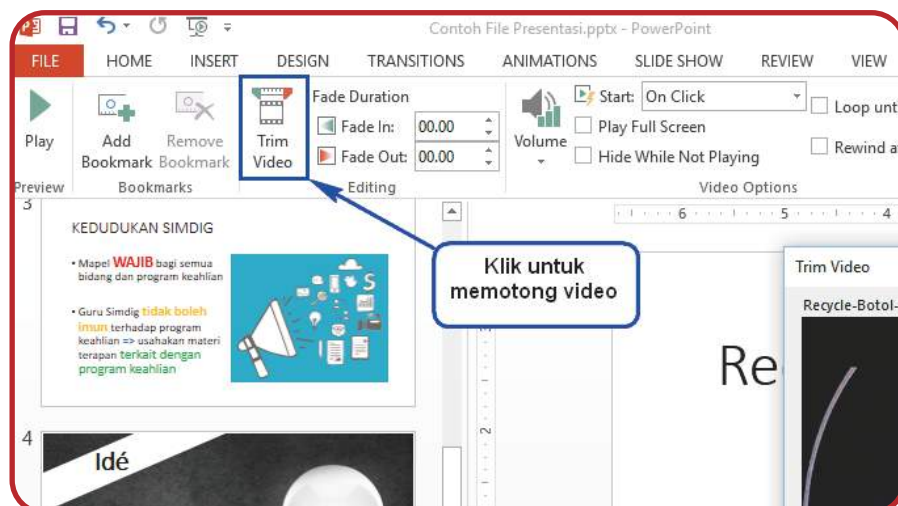 Contoh File Presentasi.pptx - PowerPoint
FILE HOME INSERT DESIGN TRANSITIONS ANIMATIONS SLIDE SHOW REVIEW VIEW
Play
Add Bookmark
Remove Bookmark
Trim Video
Fade Duration
Fade In: 00.00
Fade Out: 00.00
Volume
Start: On Click
Play Full Screen
Hide While Not Playing
Loop unt
Rewind a
Preview Bookmarks Editing Video Options
6 5 4
3
KEDUDUKAN SIMDIG
• Mapel WAJIB bagi semua
bidang dan program keahlian
• Guru Simdig tidak boleh
imun terhadap program
keahlian => usahakan materi
terapan terkait dengan
program keahlian
Klik untuk
memotong video
Trim Video
Recycle-Botol-
Re
2
4
Idé